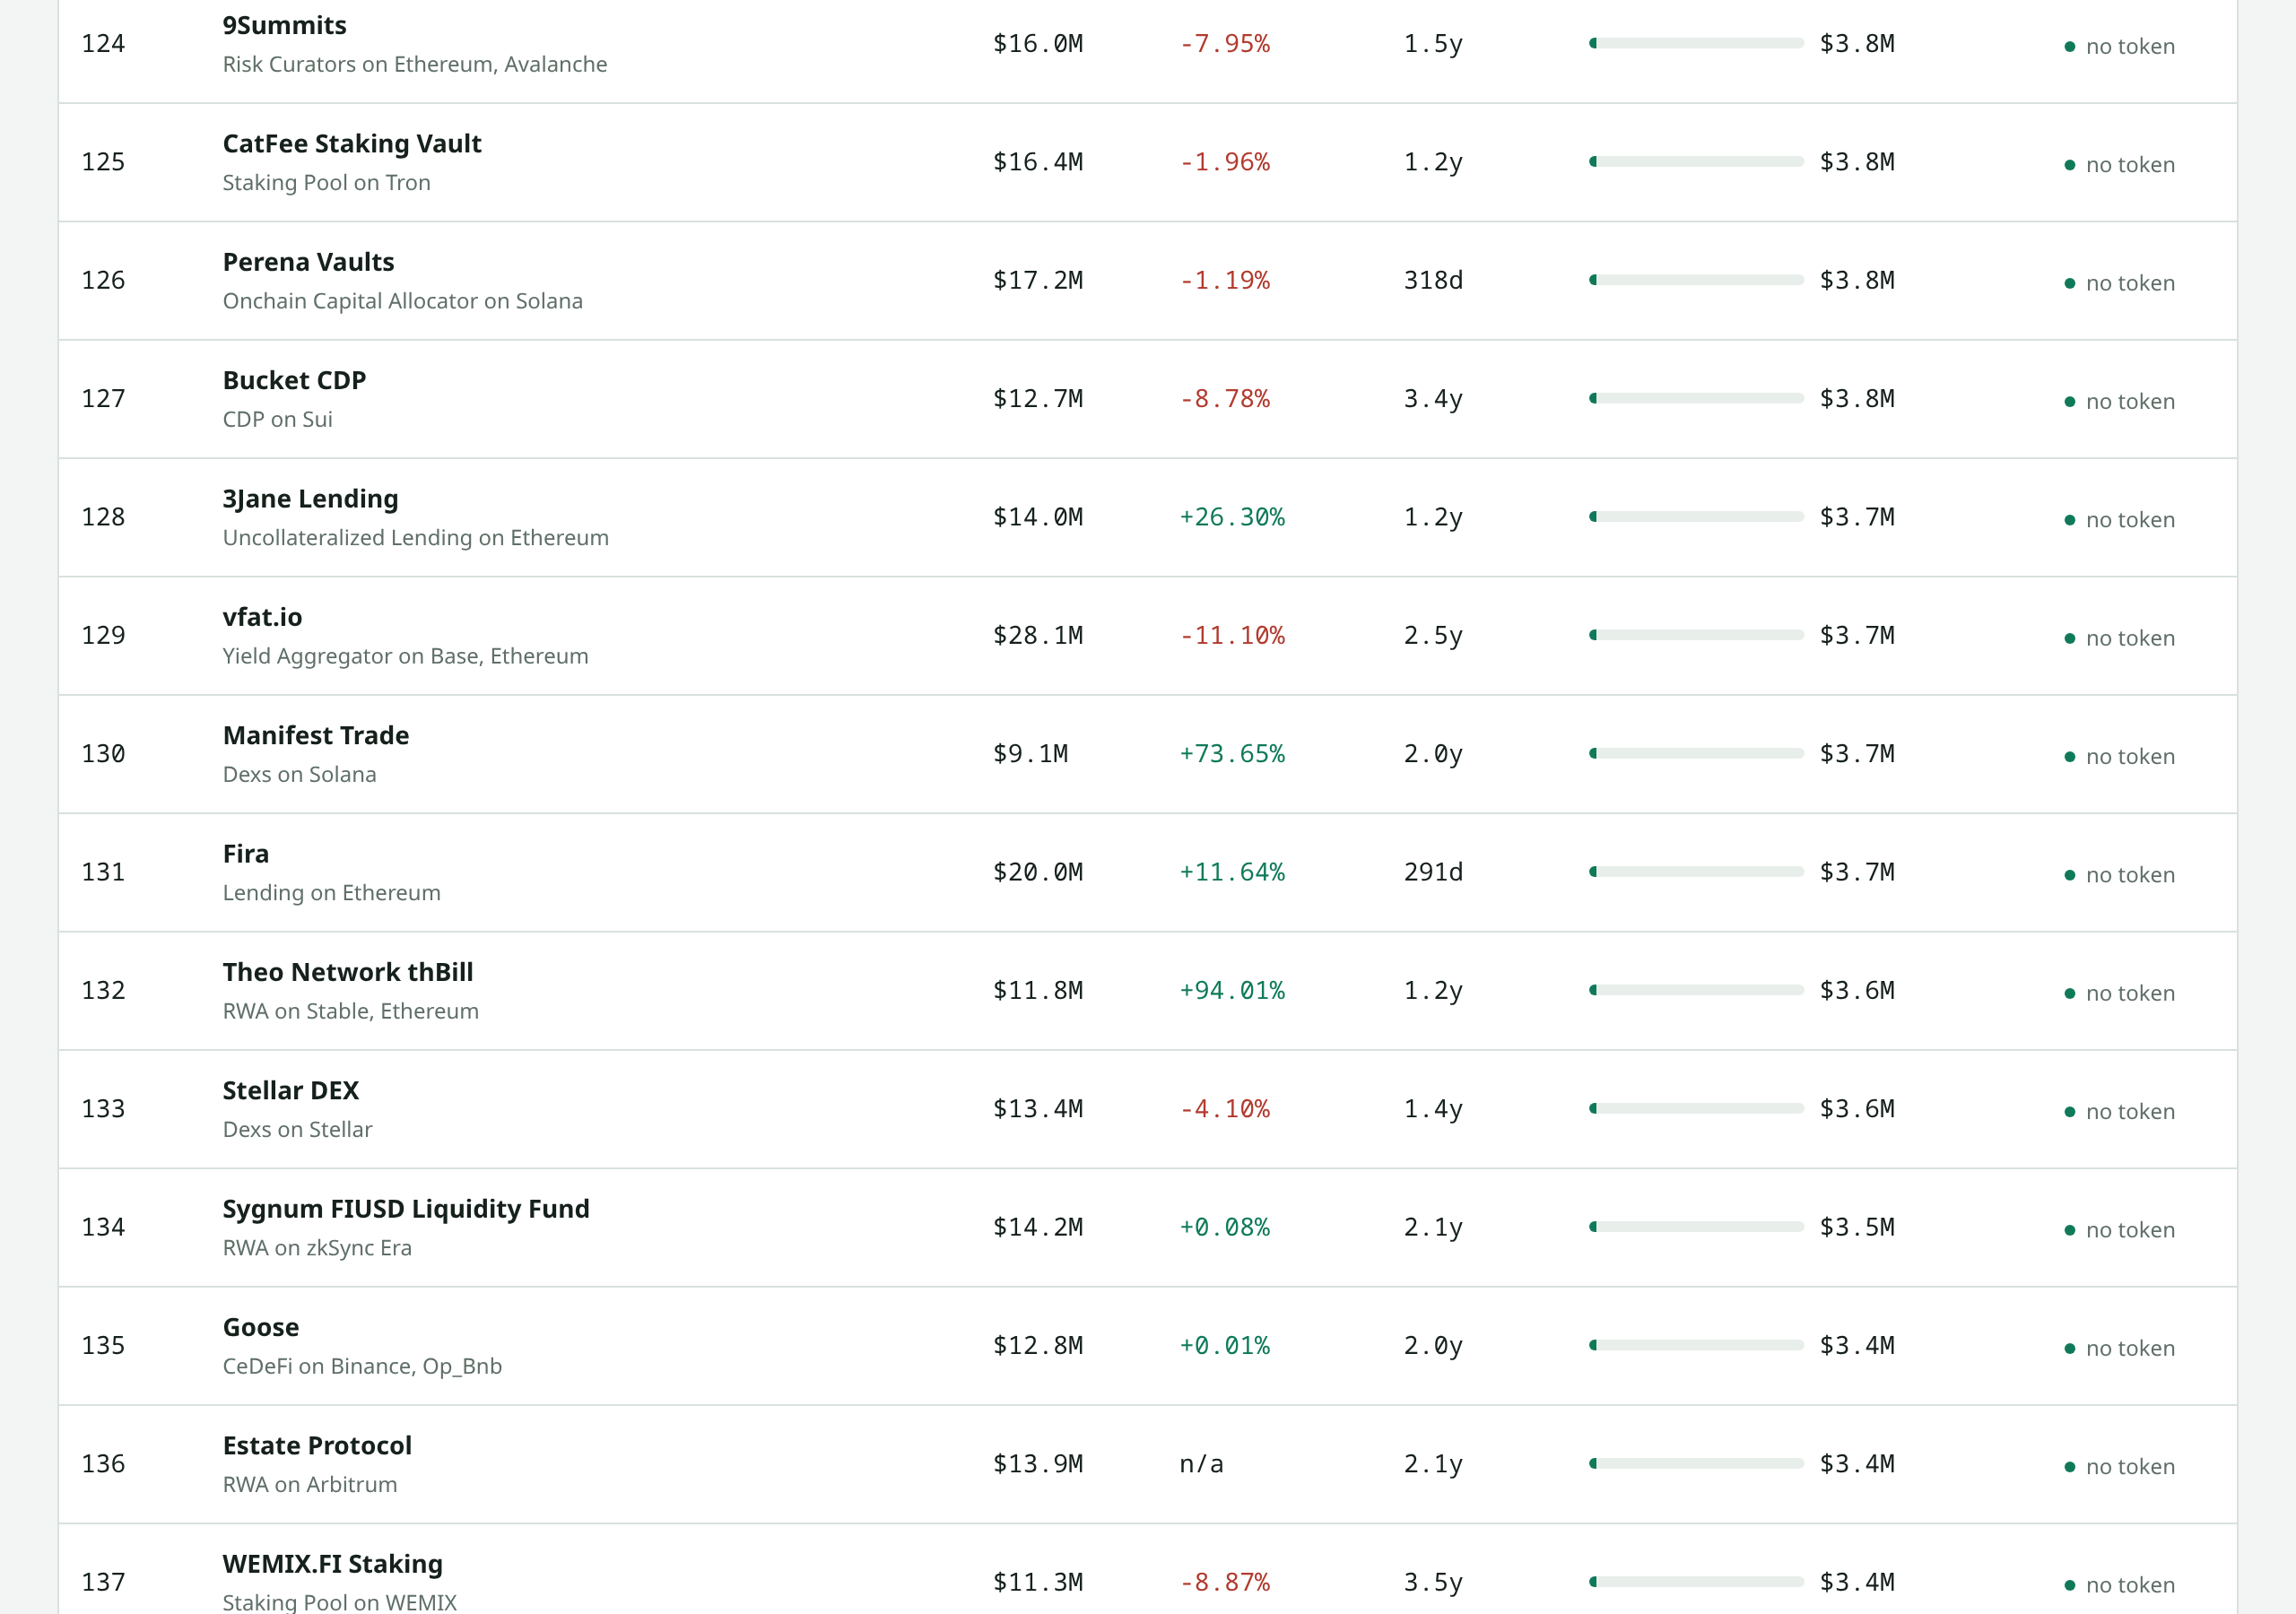 9Summits
124 $16.0M -7.95% 1.5y $3.8M no token
Risk Curators on Ethereum, Avalanche
CatFee Staking Vault
125 $16.4M -1.96% 1.2y $3.8M no token
Staking Pool on Tron
Perena Vaults
126 $17.2M -1.19% 318d $3.8M no token
Onchain Capital Allocator on Solana
Bucket CDP
127 $12.7M -8.78% 3.4y $3.8M no token
CDP on Sui
3Jane Lending
128 $14.0M +26.30% 1.2y $3.7M no token
Uncollateralized Lending on Ethereum
vfat.io
129 $28.1M -11.10% 2.5y $3.7M no token
Yield Aggregator on Base, Ethereum
Manifest Trade
130 $9.1M +73.65% 2.0y $3.7M no token
Dexs on Solana
Fira
131 $20.0M +11.64% 291d $3.7M no token
Lending on Ethereum
Theo Network thBill
132 $11.8M +94.01% 1.2y $3.6M no token
RWA on Stable, Ethereum
Stellar DEX
133 $13.4M -4.10% 1.4y $3.6M no token
Dexs on Stellar
Sygnum FIUSD Liquidity Fund
134 $14.2M +0.08% 2.1y $3.5M no token
RWA on zkSync Era
Goose
135 $12.8M +0.01% 2.0y $3.4M no token
CeDeFi on Binance, Op_Bnb
Estate Protocol
136 $13.9M n/a 2.1y $3.4M no token
RWA on Arbitrum
WEMIX.FI Staking
137 $11.3M -8.87% 3.5y $3.4M no token
Staking Pool on WEMIX